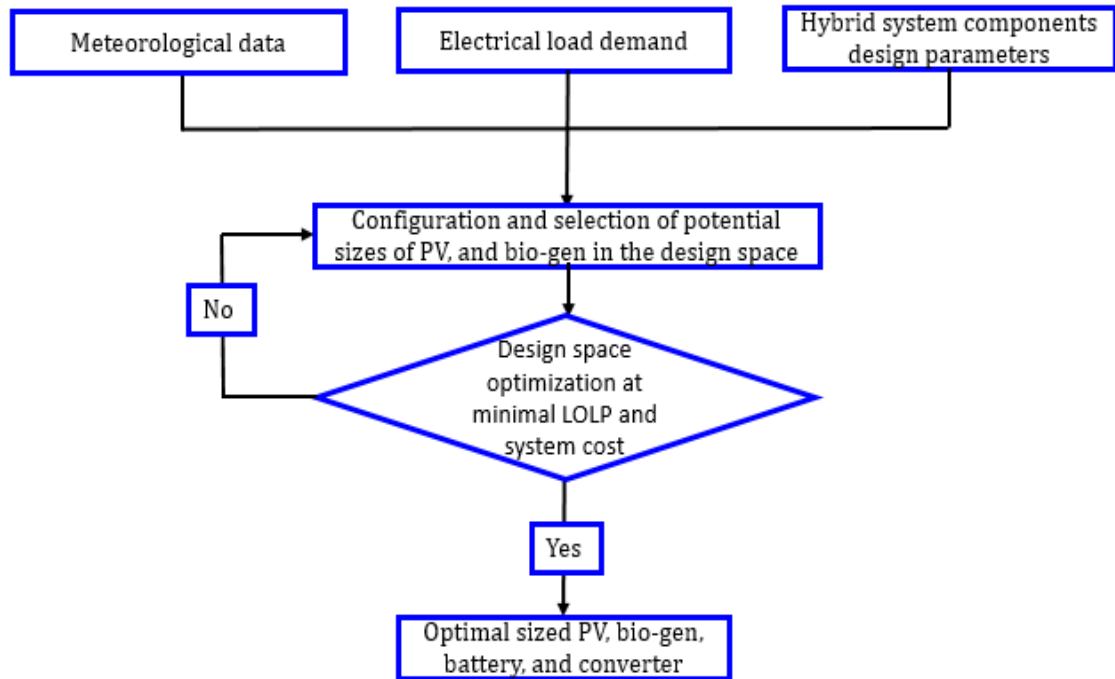 Meteorological data
Electrical load demand
Hybrid system components
design parameters
Configuration and selection of potential
sizes of PV, and bio-gen in the design space
No
Design space
optimization at
minimal LOLP and
system cost
Yes
Optimal sized PV, bio-gen,
battery, and converter